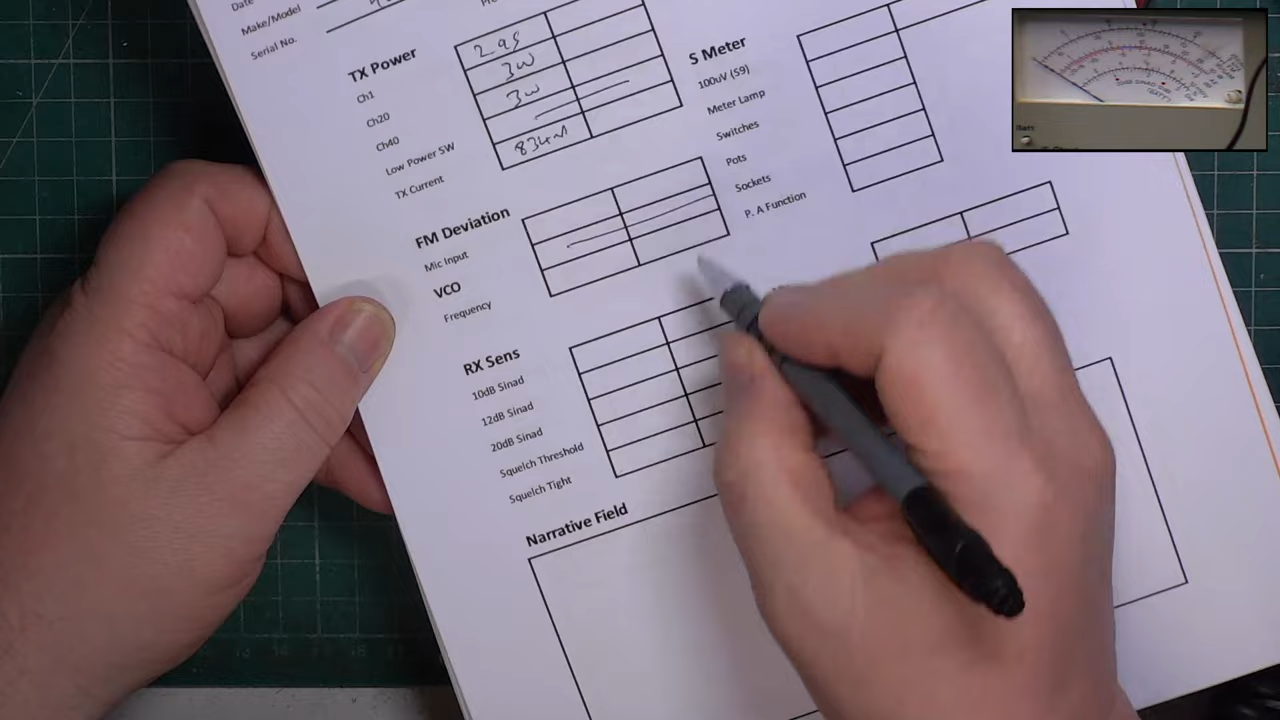 Date
Make/Model
Serial No.
TX Power
Ch1 2.95
Ch20 3W
Ch40 3W
Low Power SW
TX Current 834mA
FM Deviation
Mic Input
VCO
Frequency
RX Sens
10dB Sinad
12dB Sinad
20dB Sinad
Squelch Threshold
Squelch Tight
Narrative Field
S Meter
100uV (S9)
Meter Lamp
Switches
Pots
Sockets
P. A Function